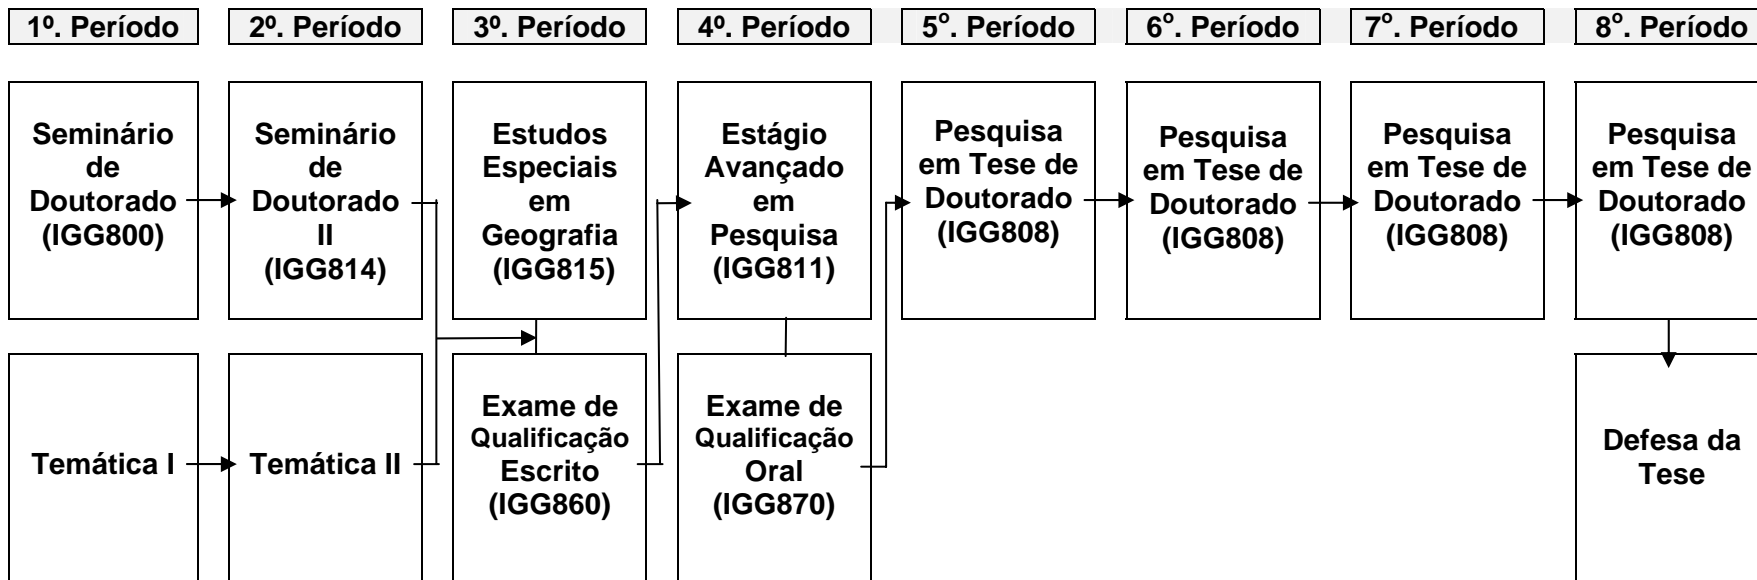 1º. Período
2º. Período
3º. Período
4º. Período
5º. Período
6º. Período
7º. Período
8º. Período
Seminário
de
Doutorado
(IGG800)
Seminário
de
Doutorado
II
(IGG814)
Estudos
Especiais
em
Geografia
(IGG815)
Estágio
Avançado
em
Pesquisa
(IGG811)
Pesquisa
em Tese de
Doutorado
(IGG808)
Pesquisa
em Tese de
Doutorado
(IGG808)
Pesquisa
em Tese de
Doutorado
(IGG808)
Pesquisa
em Tese de
Doutorado
(IGG808)
Temática I
Temática II
Exame de
Qualificação
Escrito
(IGG860)
Exame de
Qualificação
Oral
(IGG870)
Defesa da
Tese